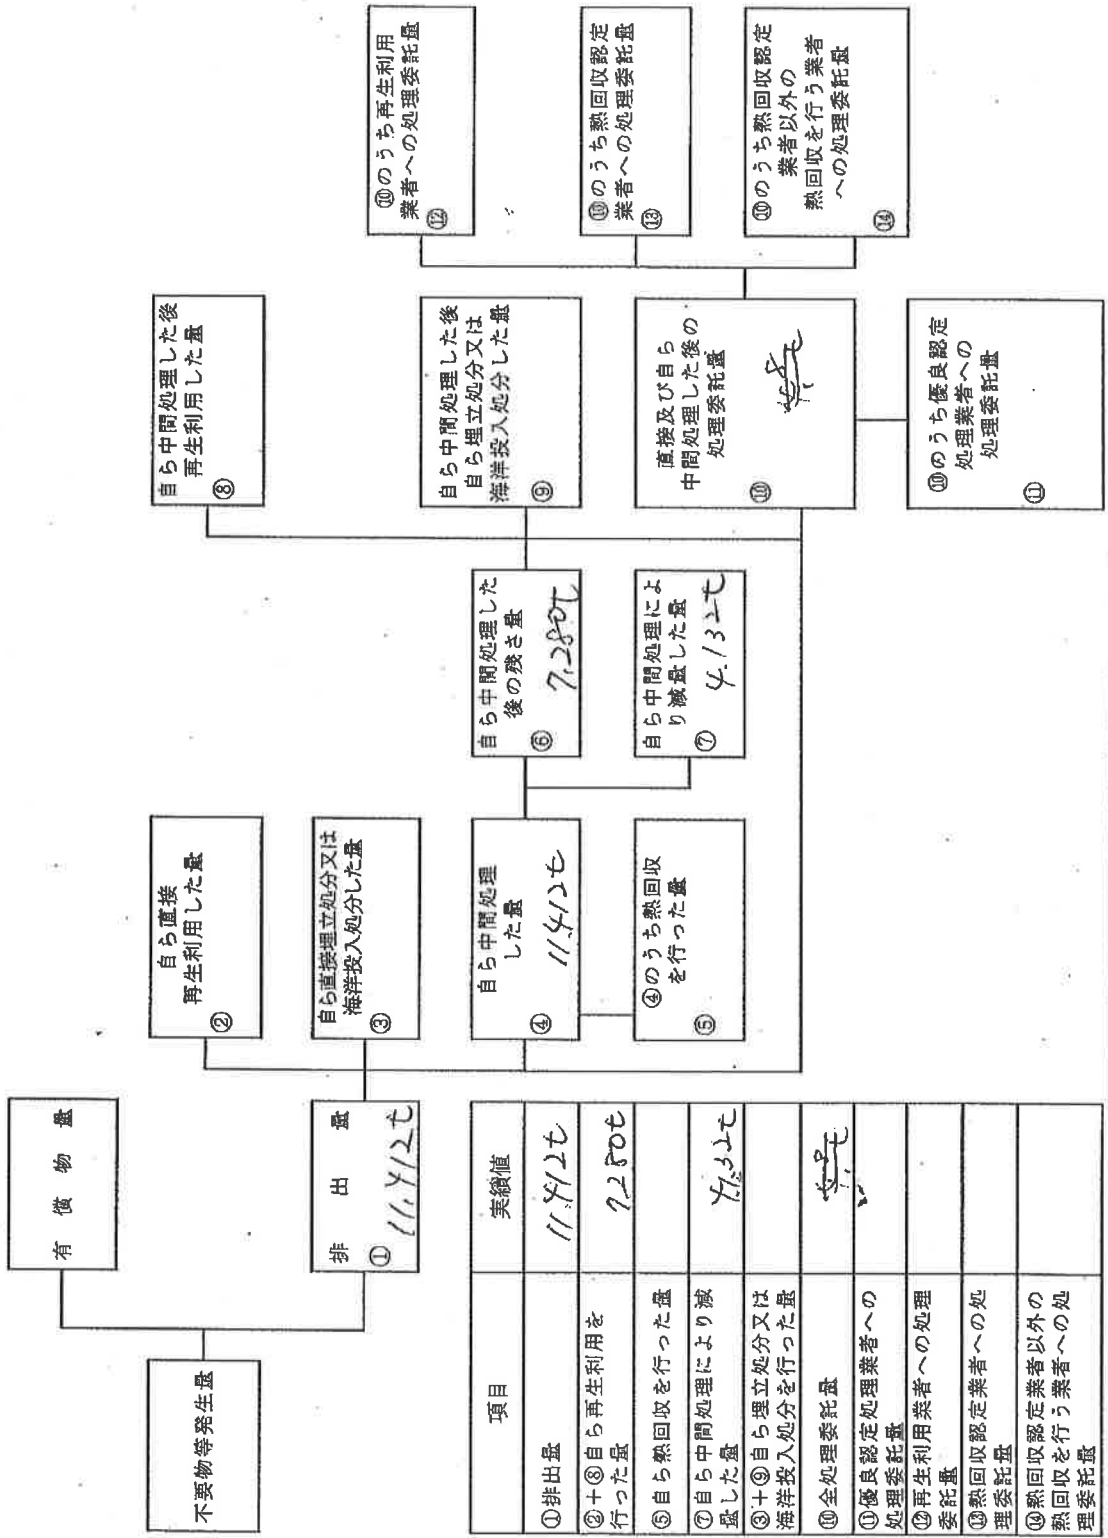 不要物等発生量
有償物量
排出量
① 11,412t
自ら直接
再生利用した量
②
自ら直接埋立処分又は
海洋投入処分した量
③
自ら中間処理
した量
④ 11,412t
④のうち熱回収
を行った量
⑤
自ら中間処理した
後の残さ量
⑥ 7,280t
自ら中間処理によ
り減量した量
⑦ 4,132t
自ら中間処理した後
再生利用した量
⑧
自ら中間処理した後
自ら埋立処分又は
海洋投入処分した量
⑨
直接及び自ら
中間処理した後の
処理委託量
⑩
⑩のうち優良認定
処理業者への
処理委託量
⑪
⑩のうち再生利用
業者への処理委託量
⑫
⑩のうち熱回収認定
業者への処理委託量
⑬
⑩のうち熱回収認定
業者以外の
熱回収を行う業者
への処理委託量
⑭
項目 実績値
①排出量 11,412t
②+⑧自ら再生利用を
行った量 7,280t
⑤自ら熱回収を行った量
⑦自ら中間処理により減
量した量 4,132t
③+⑨自ら埋立処分又は
海洋投入処分を行った量
⑩全処理委託量
⑪優良認定処理業者への
処理委託量
⑫再生利用業者への処理
委託量
⑬熱回収認定業者への処
理委託量
⑭熱回収認定業者以外の
熱回収を行う業者への処
理委託量